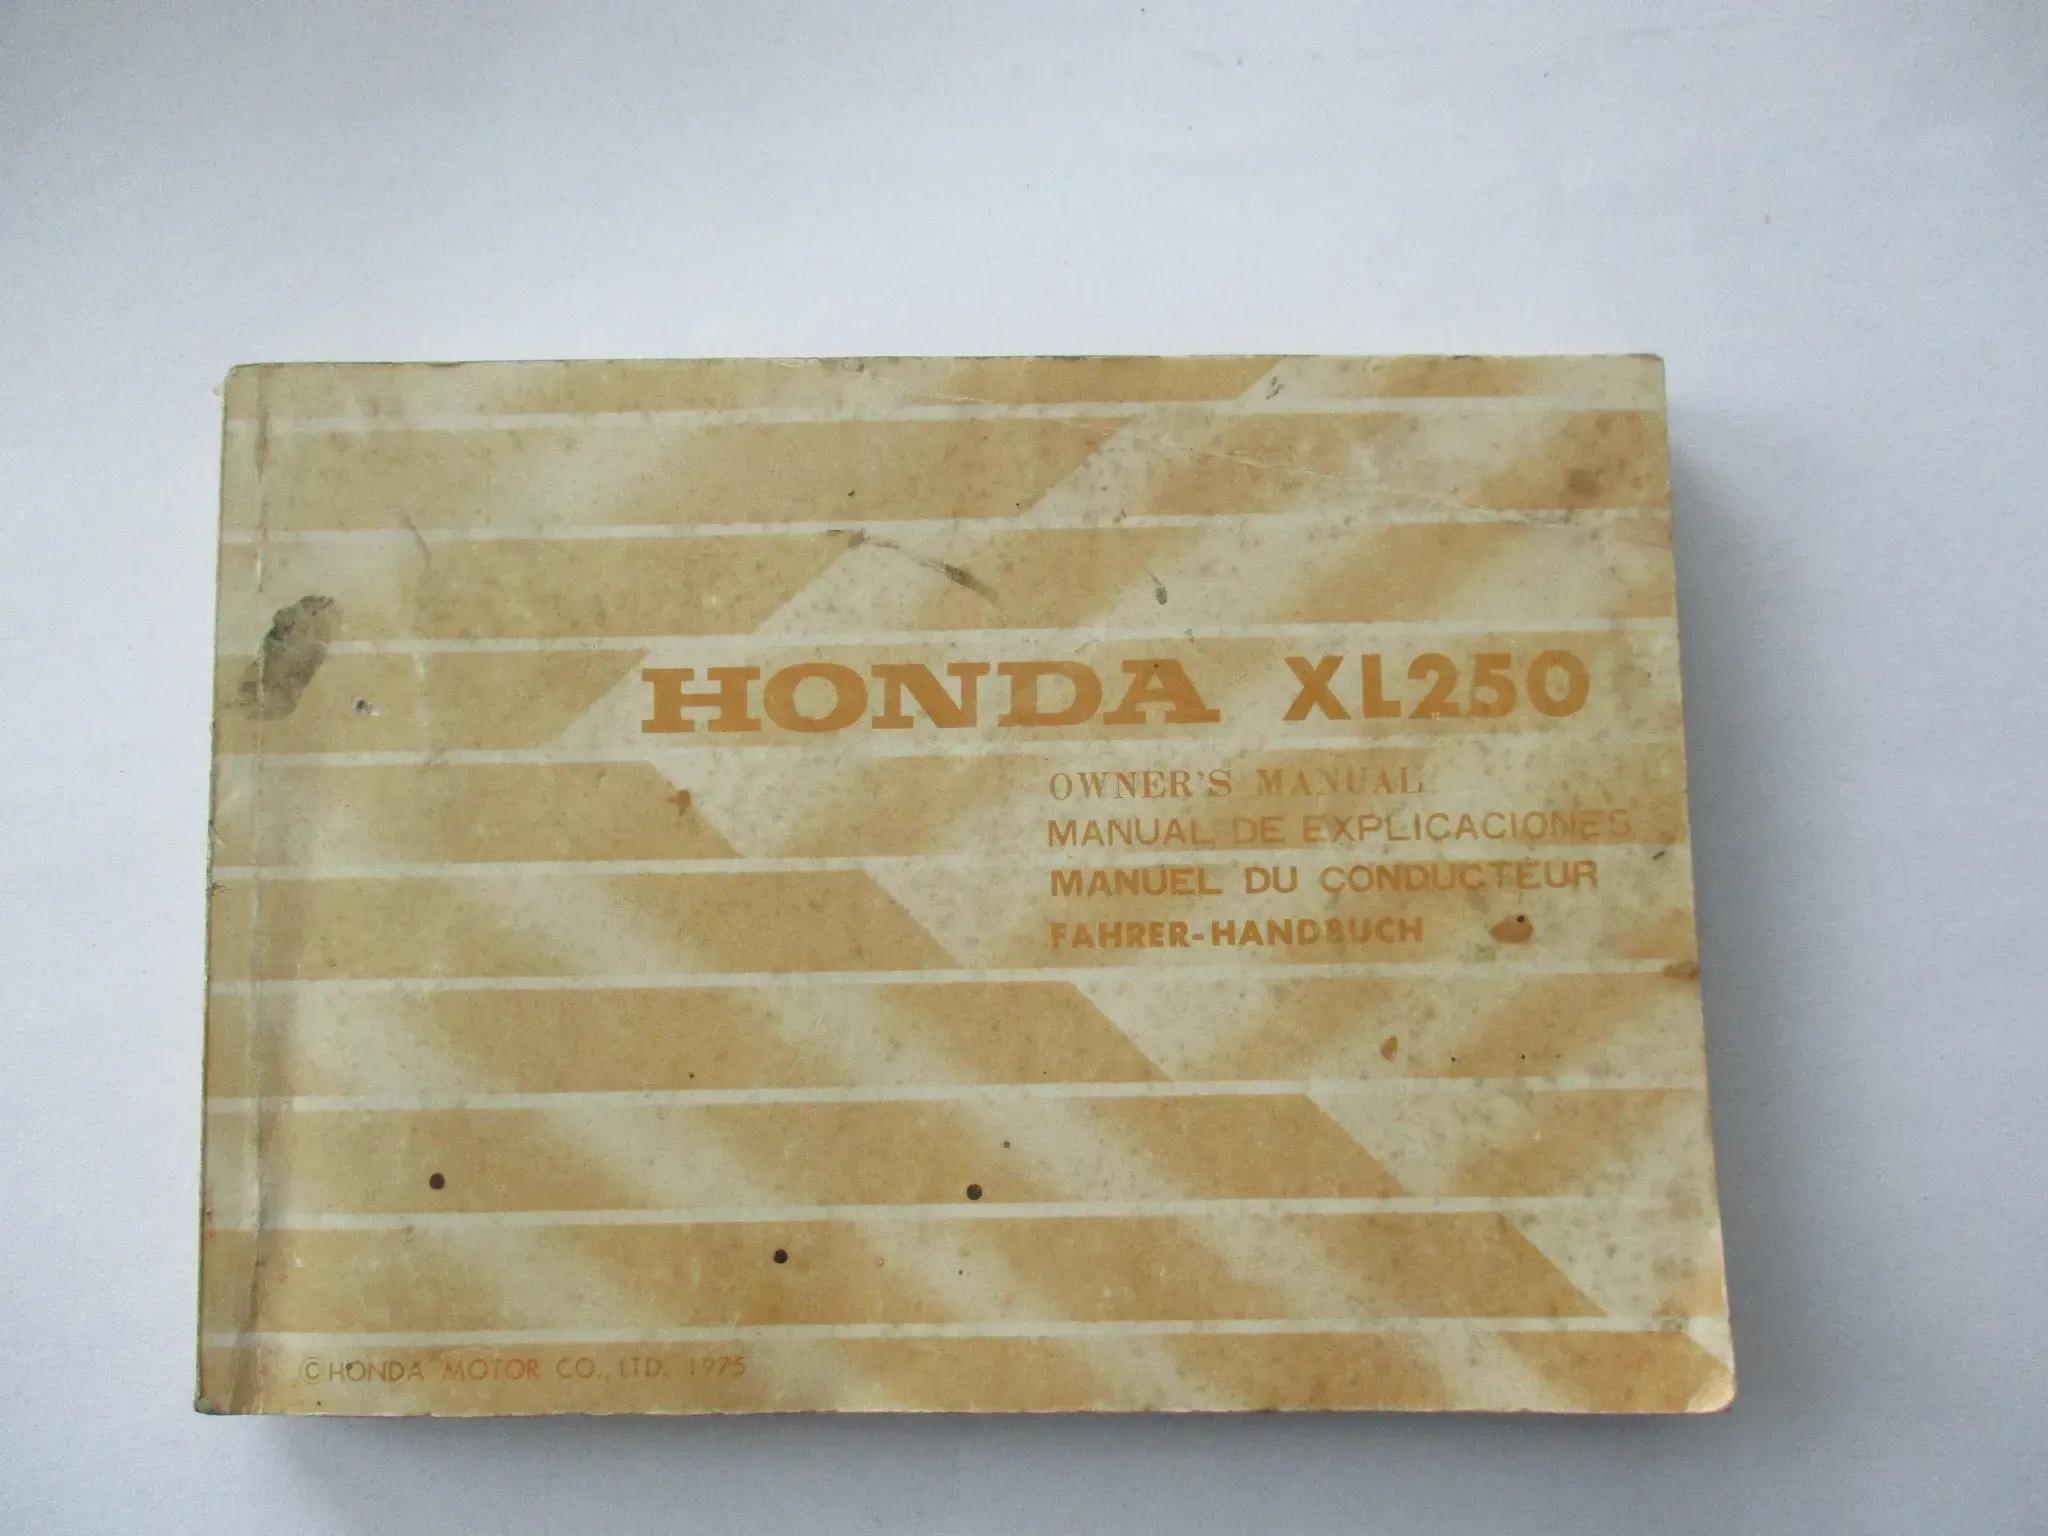 HONDA XL250
OWNER'S MANUAL
MANUAL DE EXPLICACIONES
MANUEL DU CONDUCTEUR
FAHRER-HANDBUCH
©HONDA MOTOR CO., LTD. 1975